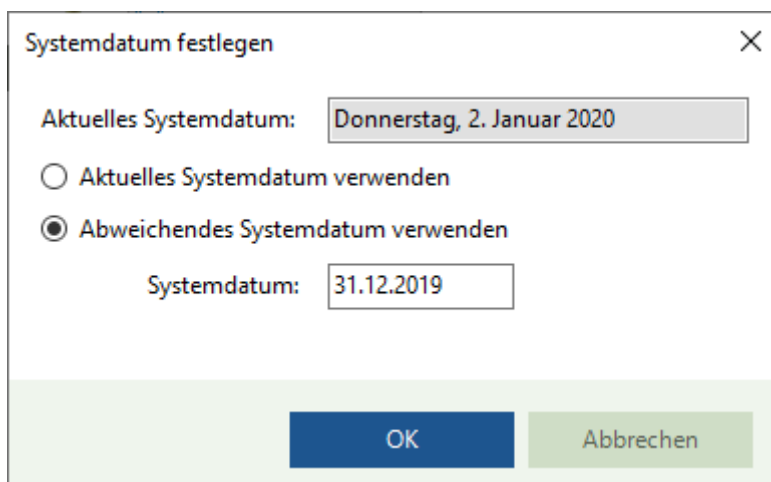 Systemdatum festlegen
Aktuelles Systemdatum: Donnerstag, 2. Januar 2020
Aktuelles Systemdatum verwenden
Abweichendes Systemdatum verwenden
Systemdatum: 31.12.2019
OK Abbrechen